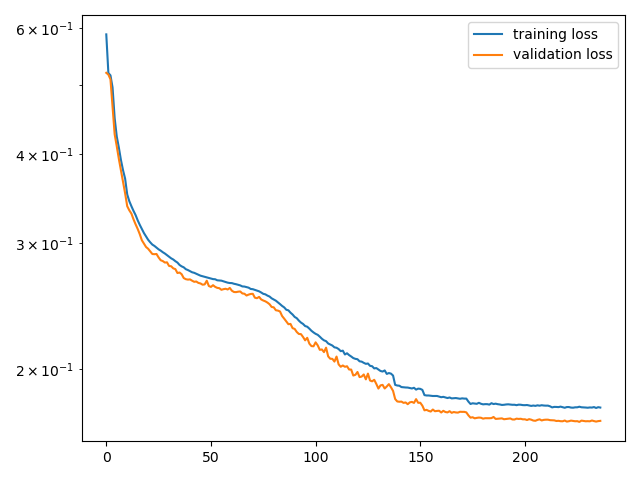 6 × 10⁻¹
4 × 10⁻¹
3 × 10⁻¹
2 × 10⁻¹
0
50
100
150
200
training loss
validation loss